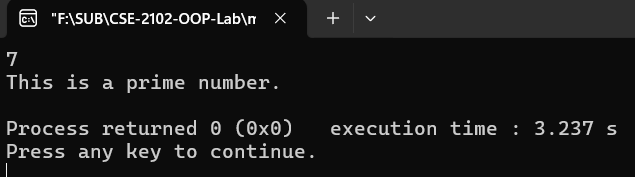 "F:\SUB\CSE-2102-OOP-Lab\m
7
This is a prime number.
Process returned 0 (0x0)   execution time : 3.237 s
Press any key to continue.